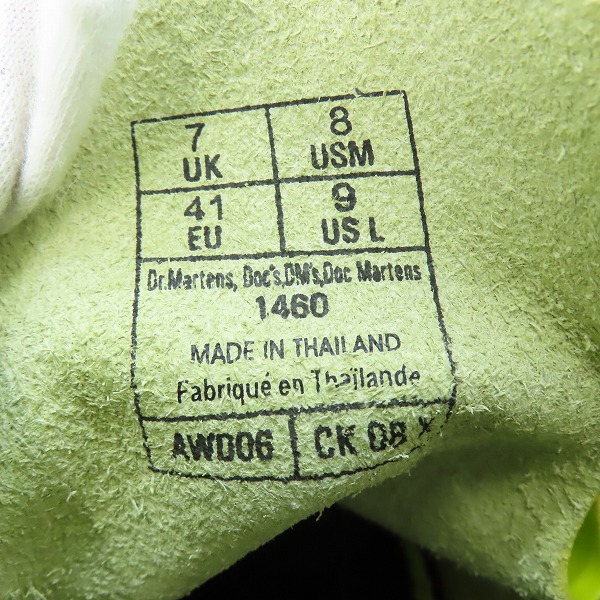 7 UK
8 USM
41 EU
9 US L
Dr.Martens, Doc's,DM's,Doc Martens
1460
MADE IN THAILAND
Fabriqué en Thaïlande
AW006
CK 08 X